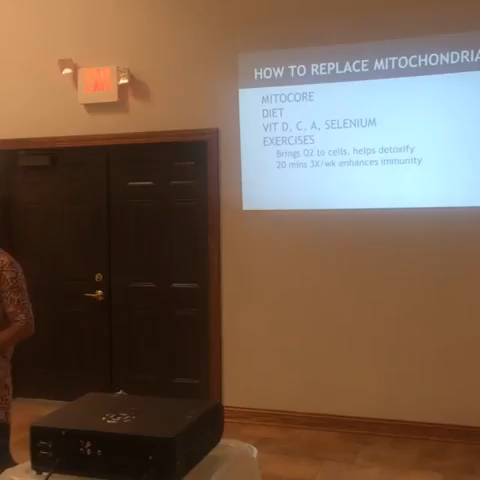 EXIT
HOW TO REPLACE MITOCHONDRIA
MITOCORE
DIET
VIT D, C, A, SELENIUM
EXERCISES
Brings O2 to cells, helps detoxify
20 mins 3X/wk enhances immunity